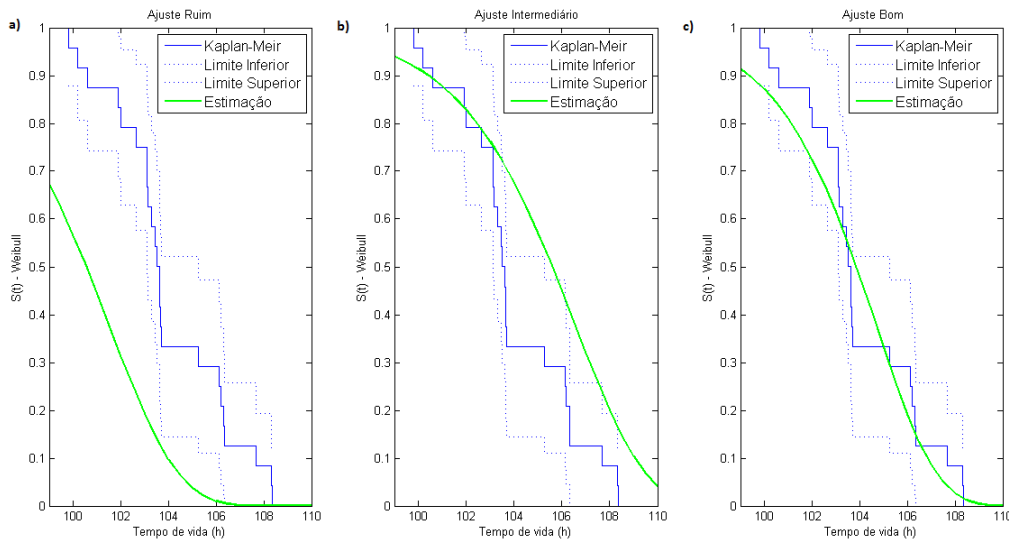 a)
Ajuste Ruim
1
0.9
0.8
0.7
0.6
0.5
0.4
0.3
0.2
0.1
0
S(t) - Weibull
Kaplan-Meir
Limite Inferior
Limite Superior
Estimação
100
102
104
106
108
110
Tempo de vida (h)
b)
Ajuste Intermediário
1
0.9
0.8
0.7
0.6
0.5
0.4
0.3
0.2
0.1
0
S(t) - Weibull
Kaplan-Meir
Limite Inferior
Limite Superior
Estimação
100
102
104
106
108
110
Tempo de vida (h)
c)
Ajuste Bom
1
0.9
0.8
0.7
0.6
0.5
0.4
0.3
0.2
0.1
0
S(t) - Weibull
Kaplan-Meir
Limite Inferior
Limite Superior
Estimação
100
102
104
106
108
110
Tempo de vida (h)